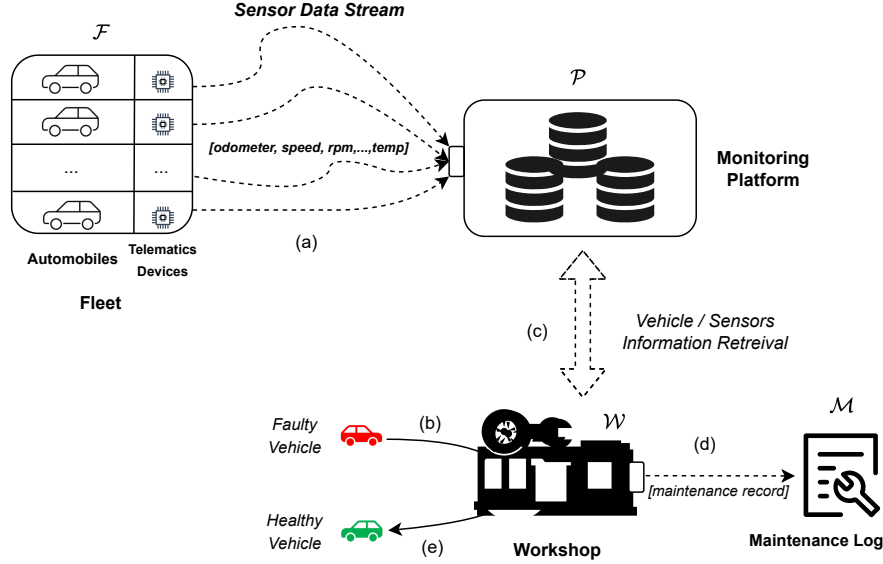 Sensor Data Stream
ℱ
𝒫
[odometer, speed, rpm,...,temp]
...
...
Monitoring
Platform
(a)
Automobiles
Telematics
Devices
Fleet
(c)
Vehicle / Sensors
Information Retreival
Faulty
Vehicle
(b)
𝒲
(d)
ℳ
[maintenance record]
Healthy
Vehicle
(e)
Workshop
Maintenance Log